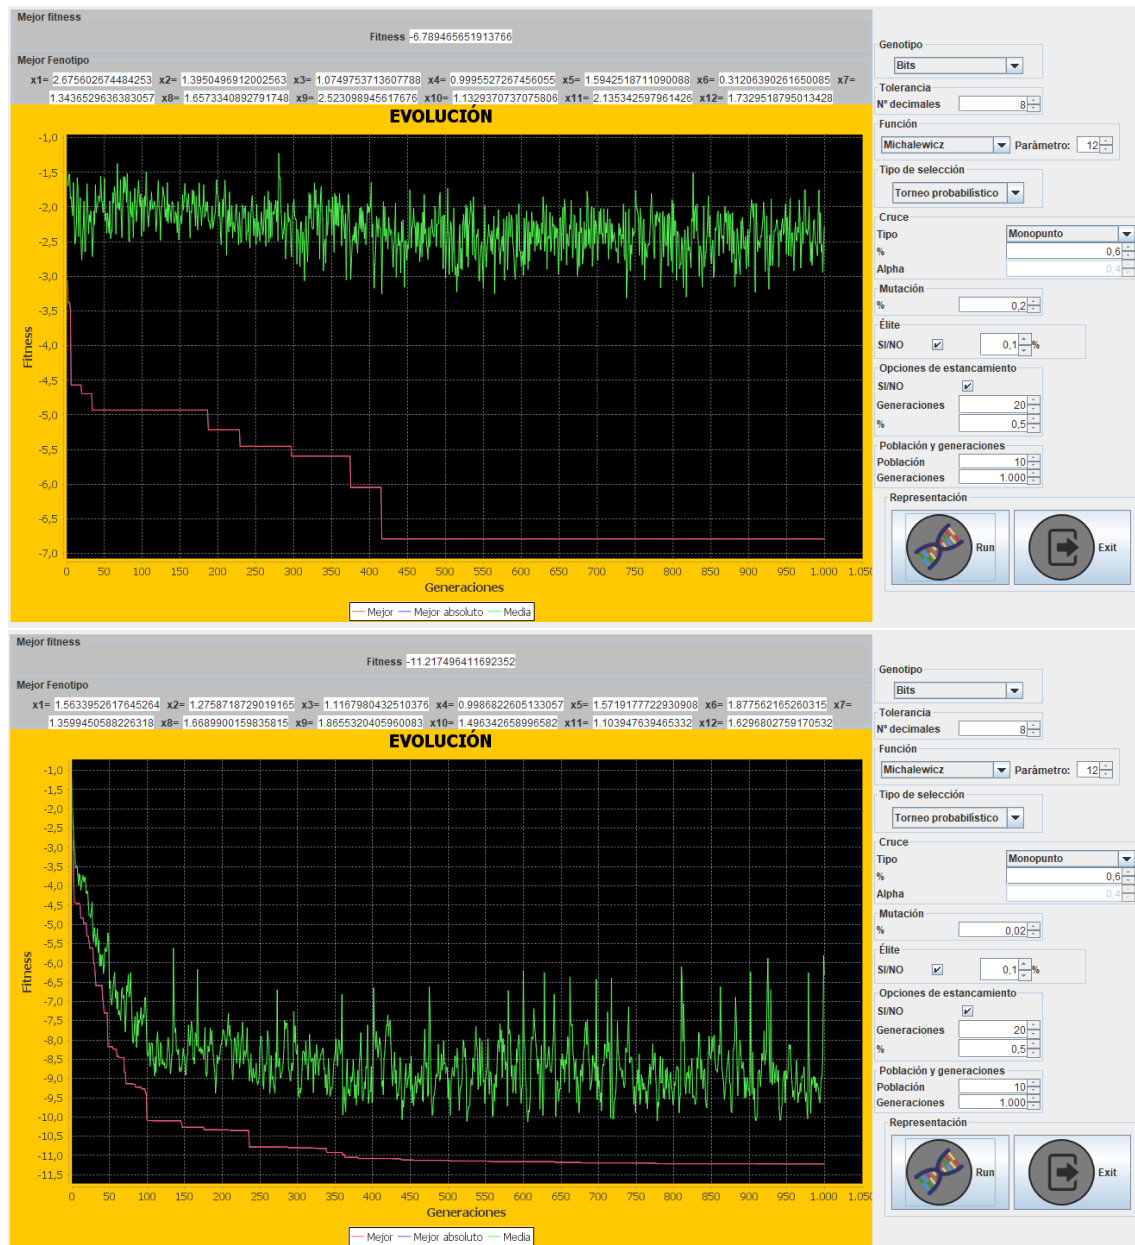 Mejor fitness
Fitness -6.789465651913766
Mejor Fenotipo
x1= 2.675602674484253 x2= 1.3950496912002563 x3= 1.0749753713607788 x4= 0.9995527267456055 x5= 1.5942518711090088 x6= 0.31206390261650085 x7=
1.3436529636383057 x8= 1.6573340892791748 x9= 2.523098945617676 x10= 1.1329370737075806 x11= 2.135342597961426 x12= 1.7329518795013428
EVOLUCIÓN
-1,0
-1,5
-2,0
-2,5
-3,0
-3,5
-4,0
-4,5
-5,0
-5,5
-6,0
-6,5
-7,0
Fitness
0 50 100 150 200 250 300 350 400 450 500 550 600 650 700 750 800 850 900 950 1.000 1.050
Generaciones
Mejor Mejor absoluto Media
Genotipo
Bits
Tolerancia
Nº decimales 8
Función
Michalewicz Parámetro: 12
Tipo de selección
Torneo probabilístico
Cruce
Tipo Monopunto
% 0,6
Alpha 0,4
Mutación
% 0,2
Élite
SI/NO 0,1 %
Opciones de estancamiento
SI/NO
Generaciones 20
% 0,5
Población y generaciones
Población 10
Generaciones 1.000
Representación
Run Exit
Mejor fitness
Fitness -11.217496411692352
Mejor Fenotipo
x1= 1.5633952617645264 x2= 1.2758718729019165 x3= 1.1167980432510376 x4= 0.9986822605133057 x5= 1.5719177722930908 x6= 1.877562165260315 x7=
1.3599450588226318 x8= 1.6689900159835815 x9= 1.8655320405960083 x10= 1.496342658996582 x11= 1.103947639465332 x12= 1.6296802759170532
EVOLUCIÓN
-1,0
-1,5
-2,0
-2,5
-3,0
-3,5
-4,0
-4,5
-5,0
-5,5
-6,0
-6,5
-7,0
-7,5
-8,0
-8,5
-9,0
-9,5
-10,0
-10,5
-11,0
-11,5
Fitness
0 50 100 150 200 250 300 350 400 450 500 550 600 650 700 750 800 850 900 950 1.000 1.050
Generaciones
Mejor Mejor absoluto Media
Genotipo
Bits
Tolerancia
Nº decimales 8
Función
Michalewicz Parámetro: 12
Tipo de selección
Torneo probabilístico
Cruce
Tipo Monopunto
% 0,6
Alpha 0,4
Mutación
% 0,02
Élite
SI/NO 0,1 %
Opciones de estancamiento
SI/NO
Generaciones 20
% 0,5
Población y generaciones
Población 10
Generaciones 1.000
Representación
Run Exit